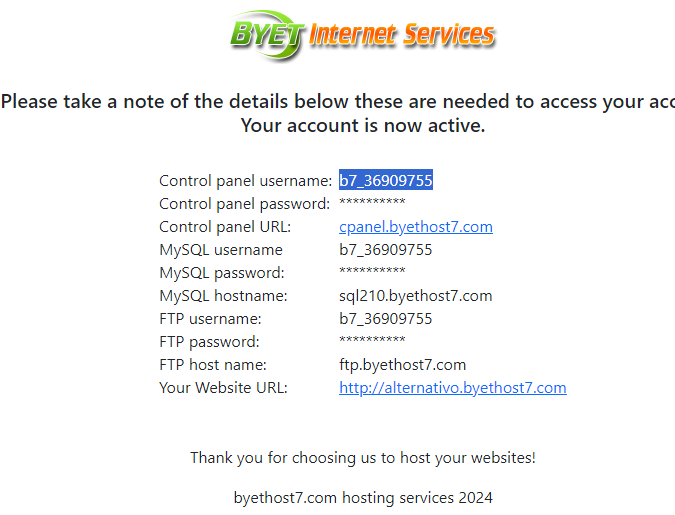 BYET Internet Services
Please take a note of the details below these are needed to access your acc
Your account is now active.
Control panel username: b7_36909755
Control panel password: **********
Control panel URL: cpanel.byethost7.com
MySQL username b7_36909755
MySQL password: **********
MySQL hostname: sql210.byethost7.com
FTP username: b7_36909755
FTP password: **********
FTP host name: ftp.byethost7.com
Your Website URL: http://alternativo.byethost7.com
Thank you for choosing us to host your websites!
byethost7.com hosting services 2024